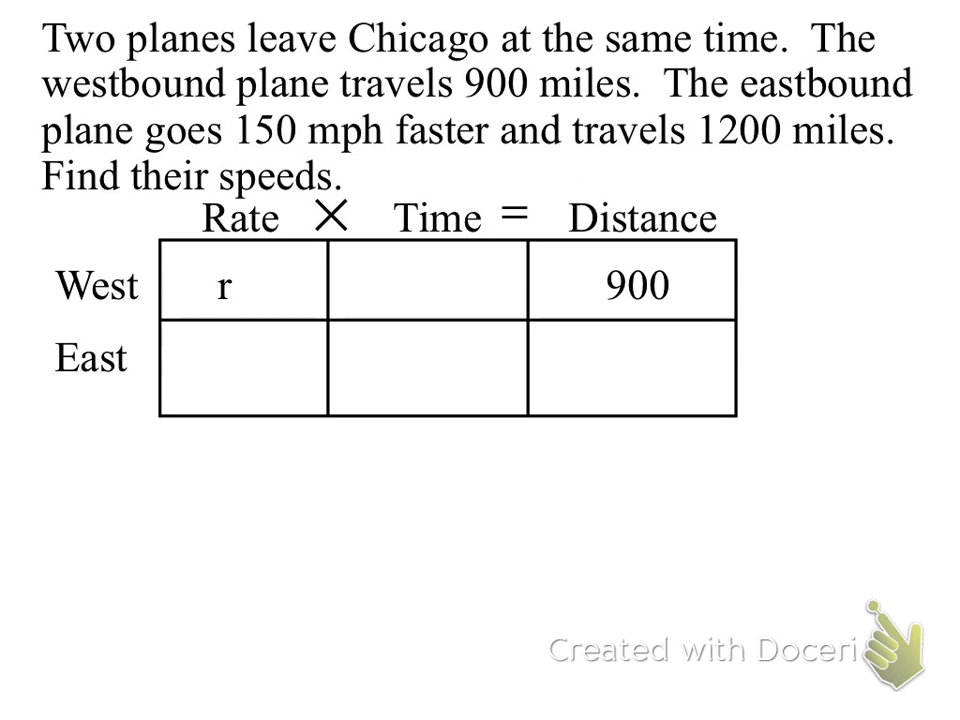 Two planes leave Chicago at the same time.  The
westbound plane travels 900 miles.  The eastbound
plane goes 150 mph faster and travels 1200 miles.
Find their speeds.
Rate × Time = Distance
West r 900
East
Created with Doceri